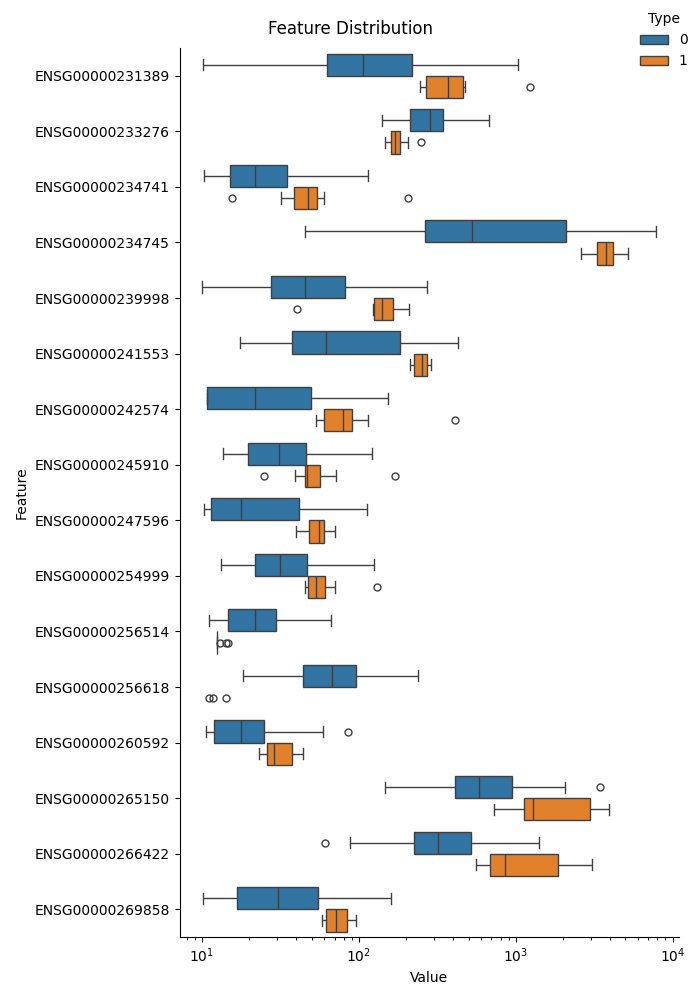 Feature Distribution
Type
0
1
ENSG00000231389
ENSG00000233276
ENSG00000234741
ENSG00000234745
ENSG00000239998
ENSG00000241553
ENSG00000242574
ENSG00000245910
ENSG00000247596
ENSG00000254999
ENSG00000256514
ENSG00000256618
ENSG00000260592
ENSG00000265150
ENSG00000266422
ENSG00000269858
Feature
10¹ 10² 10³ 10⁴
Value